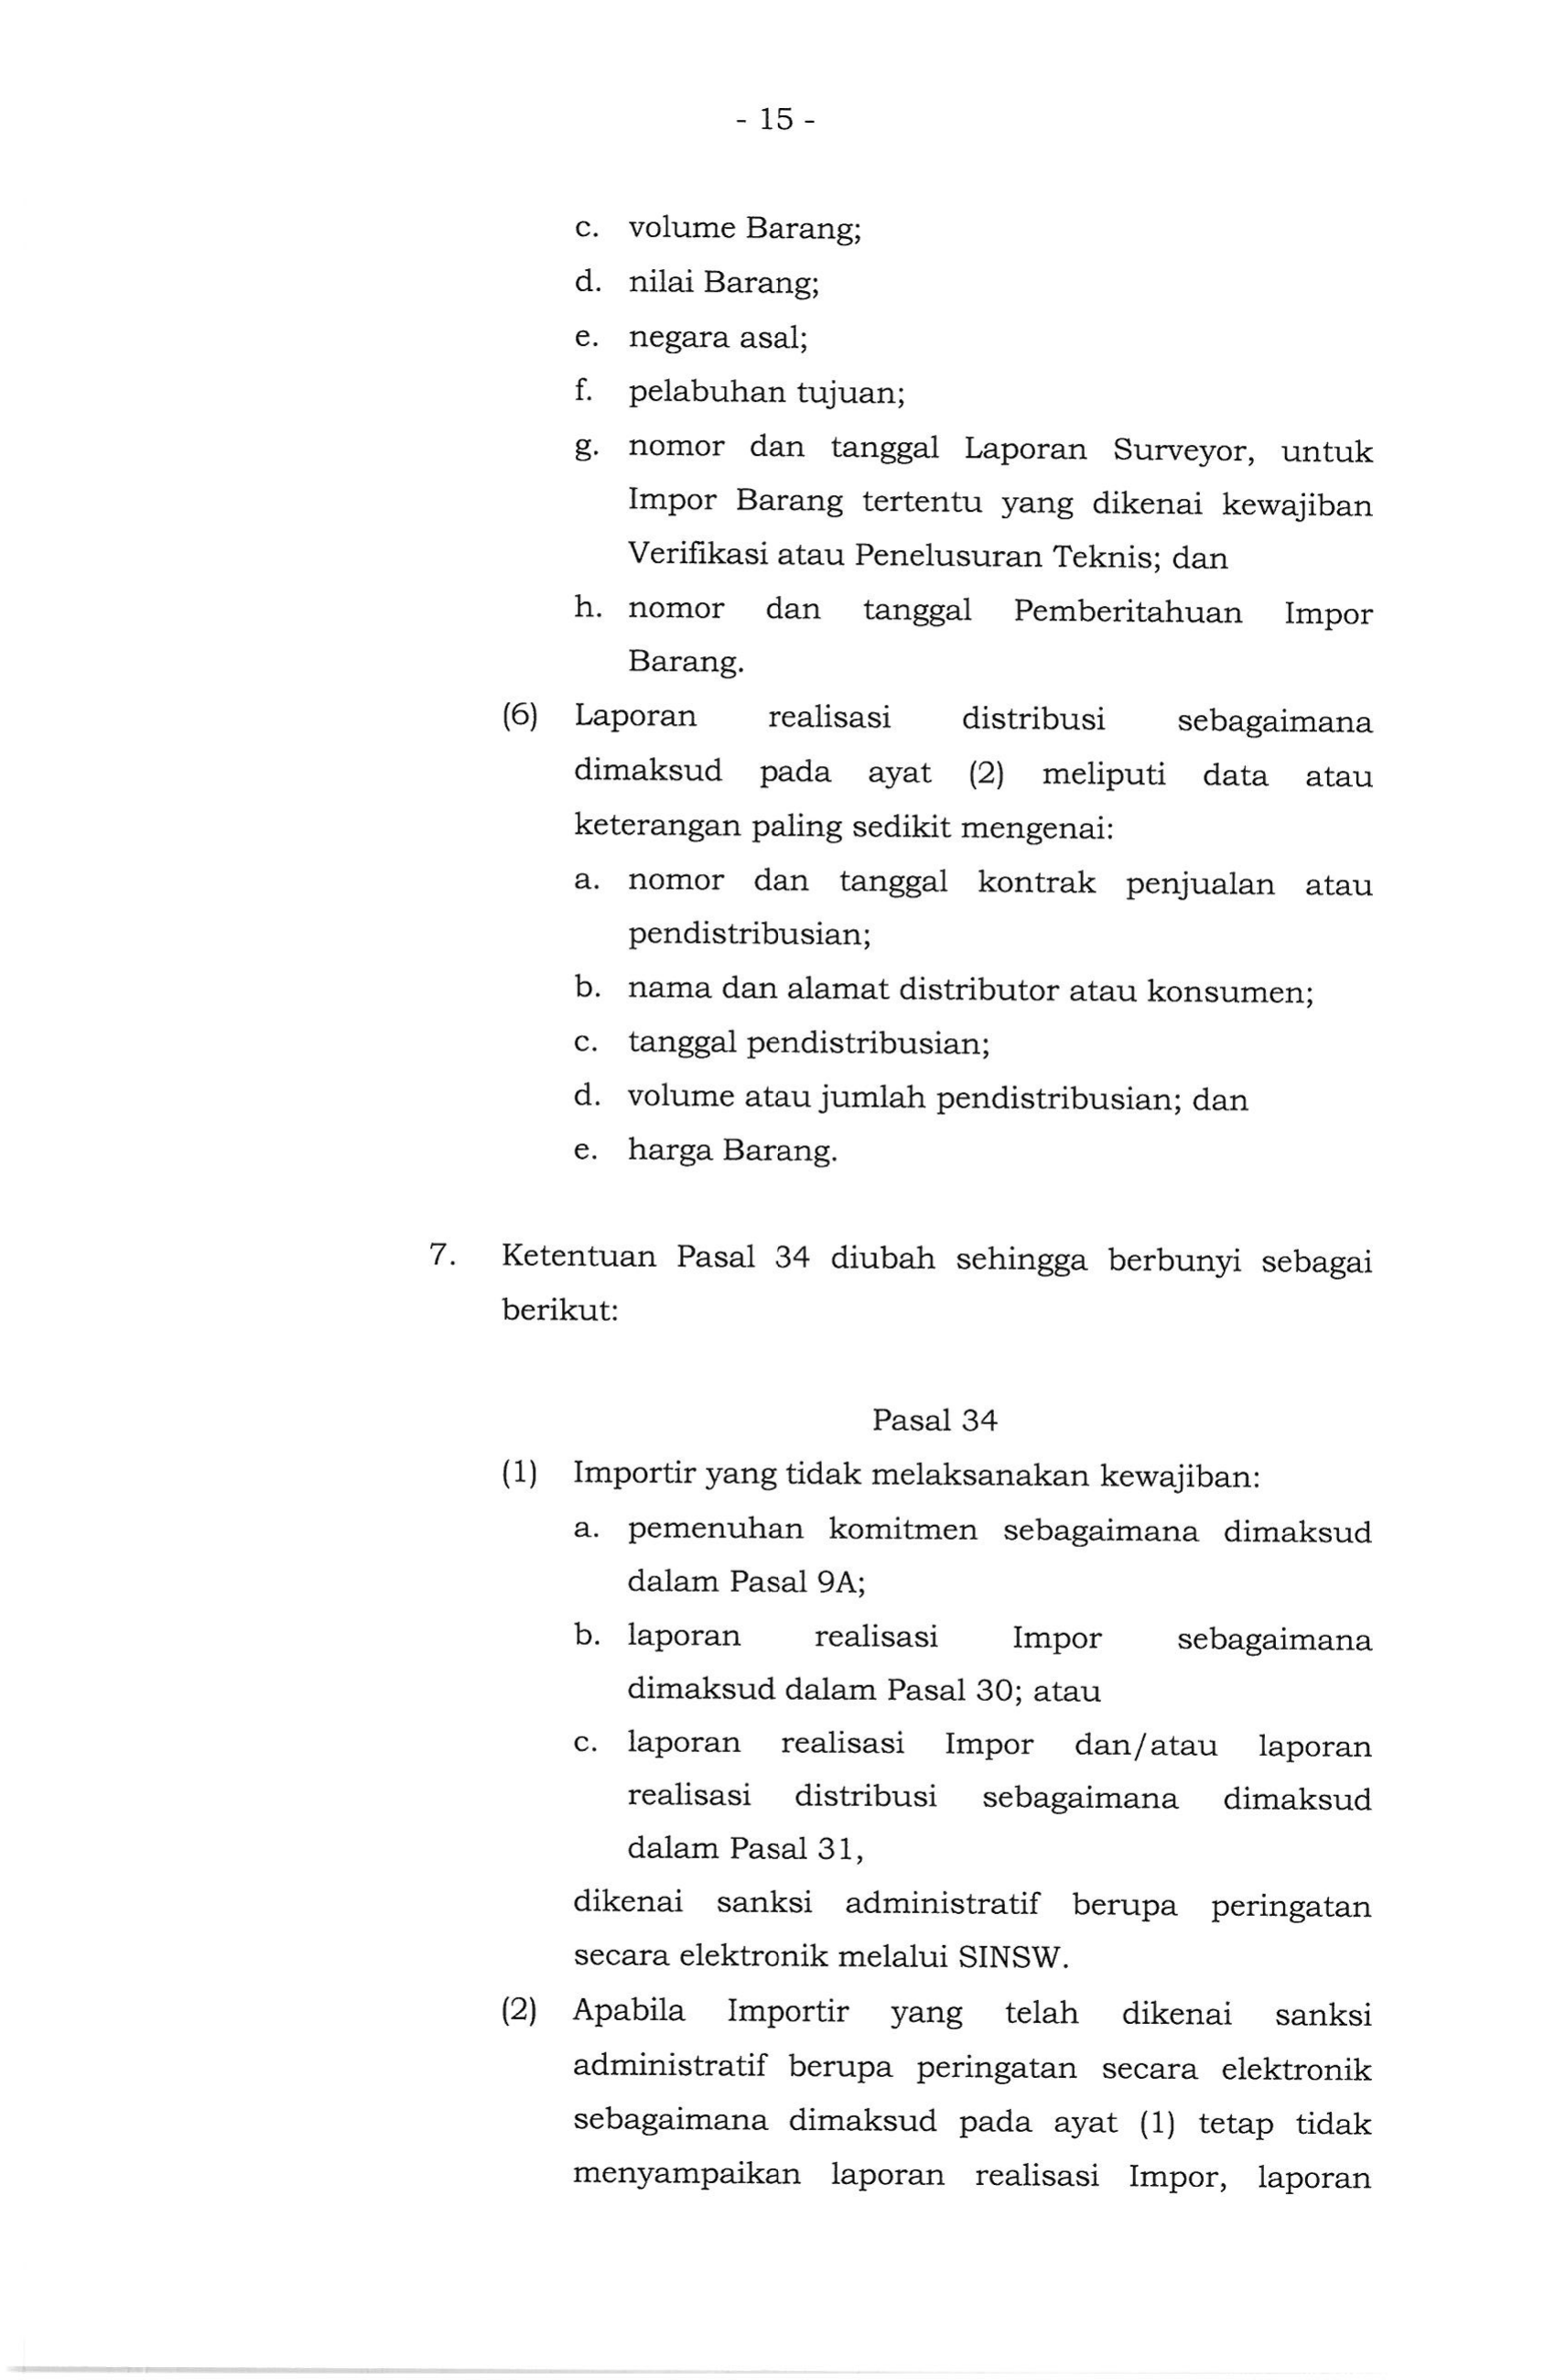 - 15 -
c. volume Barang;
d. nilai Barang;
e. negara asal;
f. pelabuhan tujuan;
g. nomor dan tanggal Laporan Surveyor, untuk
Impor Barang tertentu yang dikenai kewajiban
Verifikasi atau Penelusuran Teknis; dan
h. nomor dan tanggal Pemberitahuan Impor
Barang.
(6) Laporan realisasi distribusi sebagaimana
dimaksud pada ayat (2) meliputi data atau
keterangan paling sedikit mengenai:
a. nomor dan tanggal kontrak penjualan atau
pendistribusian;
b. nama dan alamat distributor atau konsumen;
c. tanggal pendistribusian;
d. volume atau jumlah pendistribusian; dan
e. harga Barang.
7. Ketentuan Pasal 34 diubah sehingga berbunyi sebagai
berikut:
Pasal 34
(1) Importir yang tidak melaksanakan kewajiban:
a. pemenuhan komitmen sebagaimana dimaksud
dalam Pasal 9A;
b. laporan realisasi Impor sebagaimana
dimaksud dalam Pasal 30; atau
c. laporan realisasi Impor dan/atau laporan
realisasi distribusi sebagaimana dimaksud
dalam Pasal 31,
dikenai sanksi administratif berupa peringatan
secara elektronik melalui SINSW.
(2) Apabila Importir yang telah dikenai sanksi
administratif berupa peringatan secara elektronik
sebagaimana dimaksud pada ayat (1) tetap tidak
menyampaikan laporan realisasi Impor, laporan